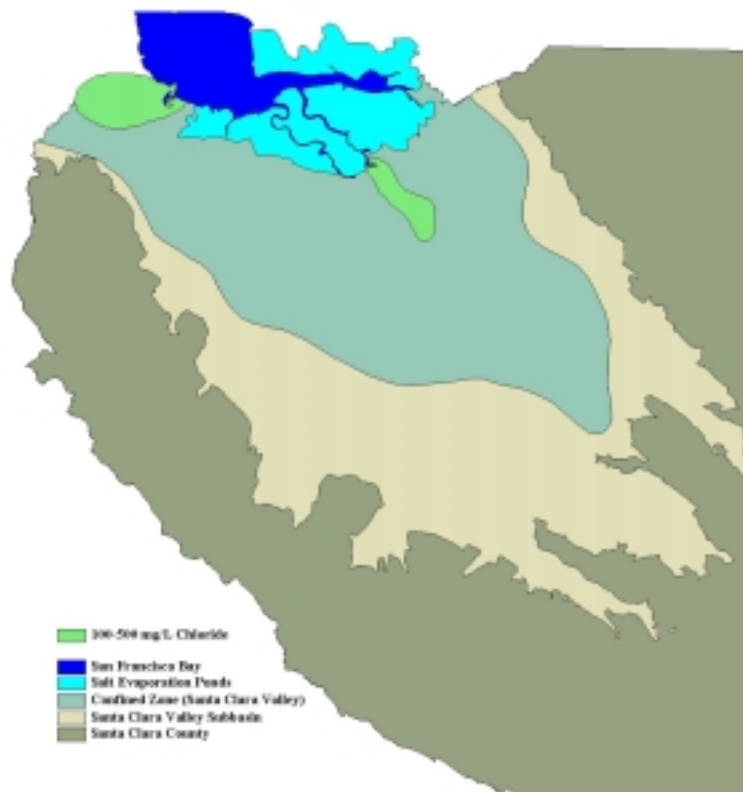 100-500 mg/L Chloride
San Francisco Bay
Salt Evaporation Ponds
Confined Zone (Santa Clara Valley)
Santa Clara Valley Subbasin
Santa Clara County